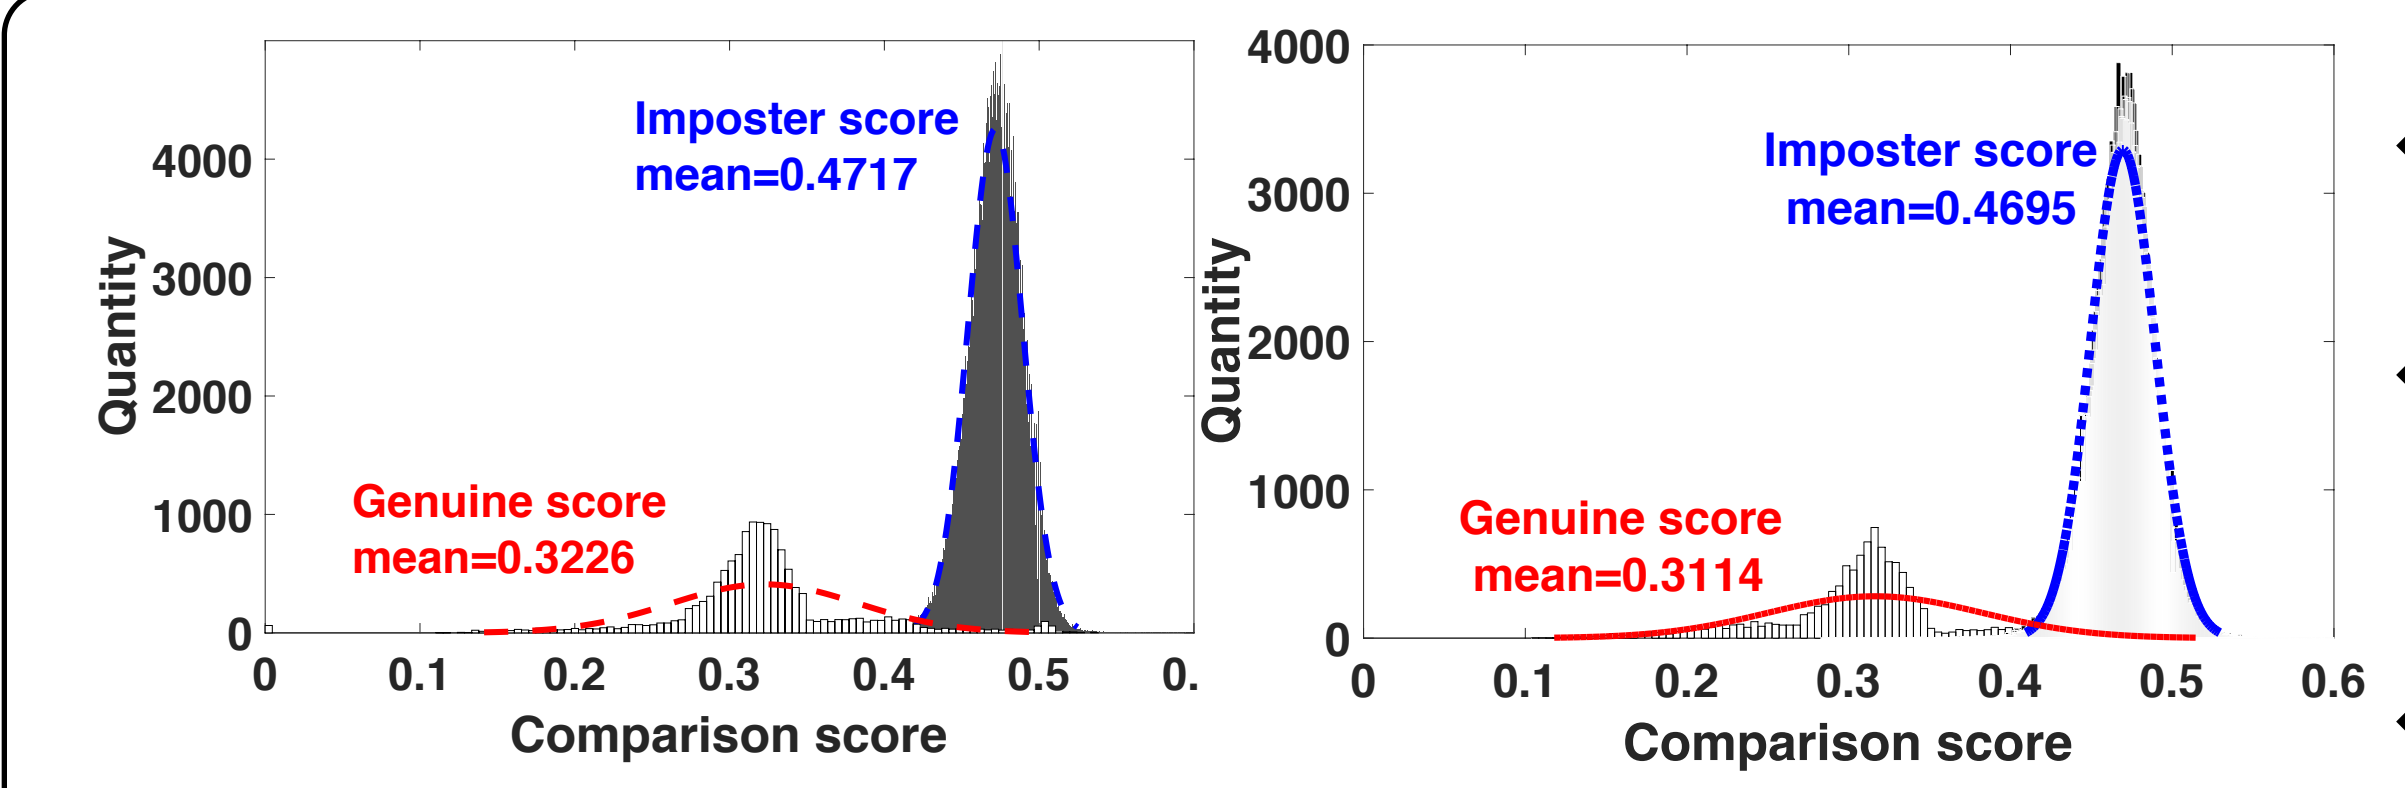 Imposter score
mean=0.4717
Genuine score
mean=0.3226
Quantity
4000
3000
2000
1000
0
0 0.1 0.2 0.3 0.4 0.5 0.
Comparison score
4000
3000
2000
1000
0
Quantity
Imposter score
mean=0.4695
Genuine score
mean=0.3114
0 0.1 0.2 0.3 0.4 0.5 0.6
Comparison score